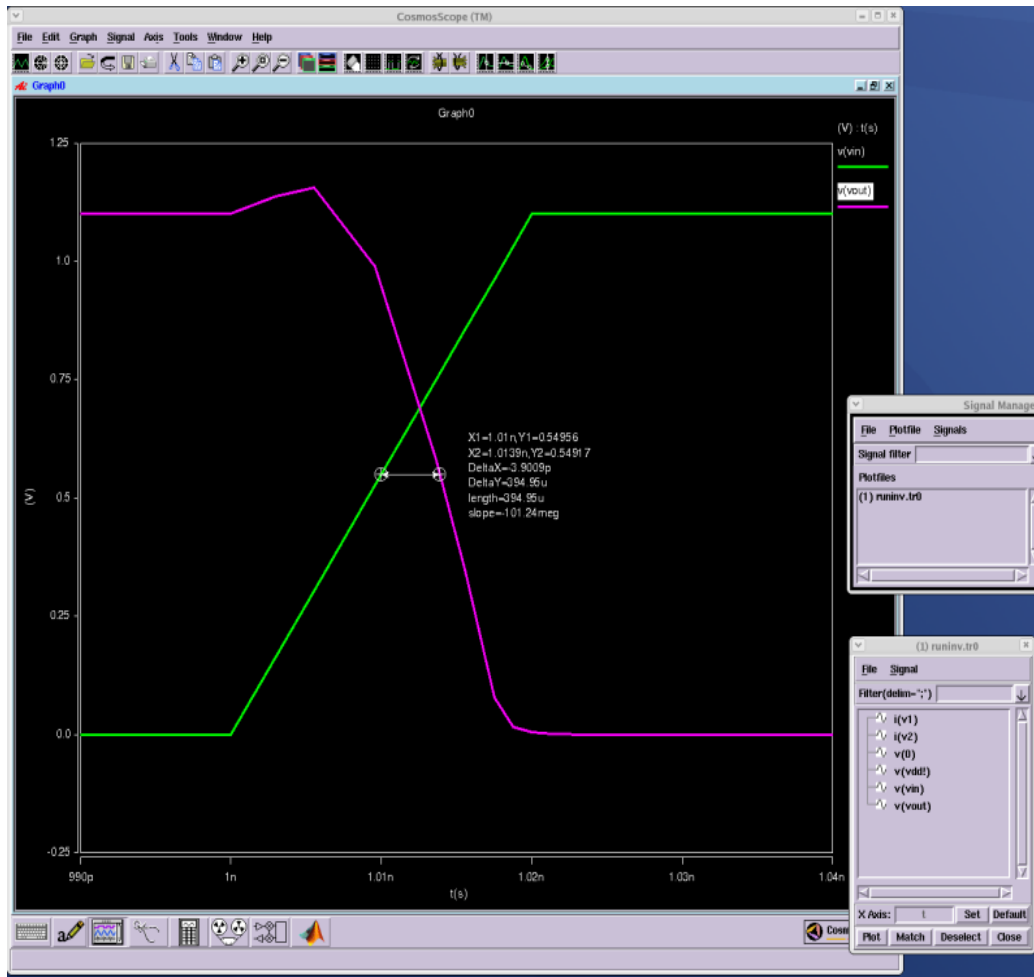 CosmosScope (TM)
File Edit Graph Signal Axis Tools Window Help
Graph0
Graph0
(V) : t(s)
v(vin)
v(vout)
1.25
1.0
0.75
0.5
0.25
0.0
-0.25
(V)
X1=1.01n,Y1=0.54956
X2=1.0139n,Y2=0.54917
DeltaX=-3.9009p
DeltaY=394.95u
length=394.95u
slope=-101.24meg
990p 1n 1.01n 1.02n 1.03n 1.04n
t(s)
Signal Manage
File Plotfile Signals
Signal filter
Plotfiles
(1) runinv.tr0
(1) runinv.tr0
File Signal
Filter(delim=";")
i(v1)
i(v2)
v(0)
v(vdd!)
v(vin)
v(vout)
X Axis: t Set Default
Plot Match Deselect Close
a
Cosm